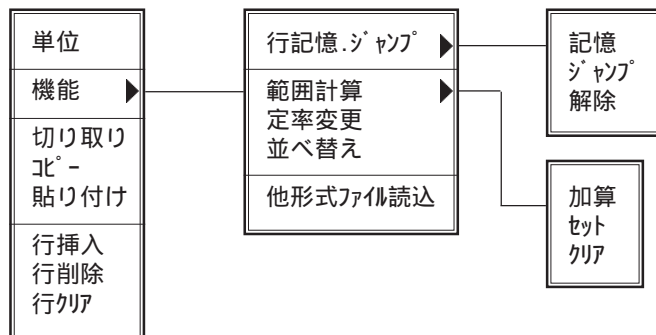 単位
機能
切り取り
ｺﾋﾟｰ
貼り付け
行挿入
行削除
行ｸﾘｱ
行記憶.ｼﾞｬﾝﾌﾟ
範囲計算
定率変更
並べ替え
他形式ﾌｧｲﾙ読込
記憶
ｼﾞｬﾝﾌﾟ
解除
加算
ｾｯﾄ
ｸﾘｱ